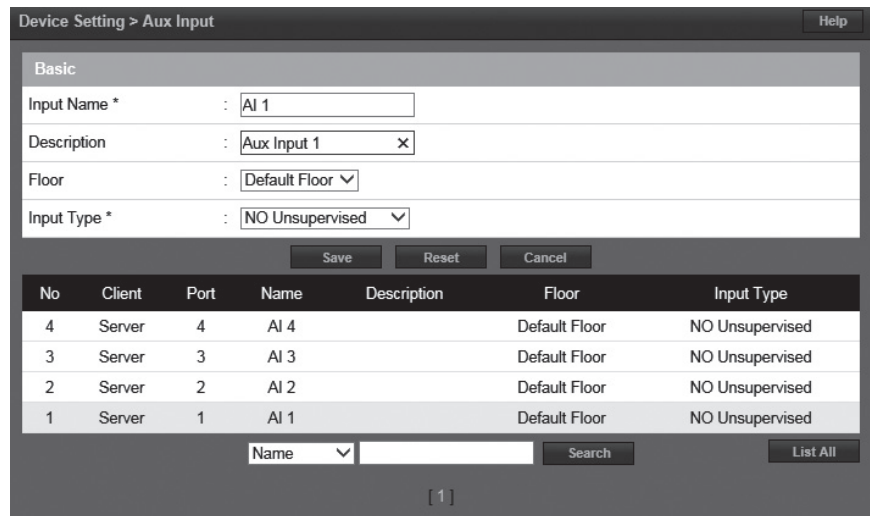 Device Setting > Aux Input Help
Basic
Input Name * : AI 1
Description : Aux Input 1 ×
Floor : Default Floor
Input Type * : NO Unsupervised
Save Reset Cancel
No Client Port Name Description Floor Input Type
4 Server 4 AI 4 Default Floor NO Unsupervised
3 Server 3 AI 3 Default Floor NO Unsupervised
2 Server 2 AI 2 Default Floor NO Unsupervised
1 Server 1 AI 1 Default Floor NO Unsupervised
Name Search List All
[ 1 ]